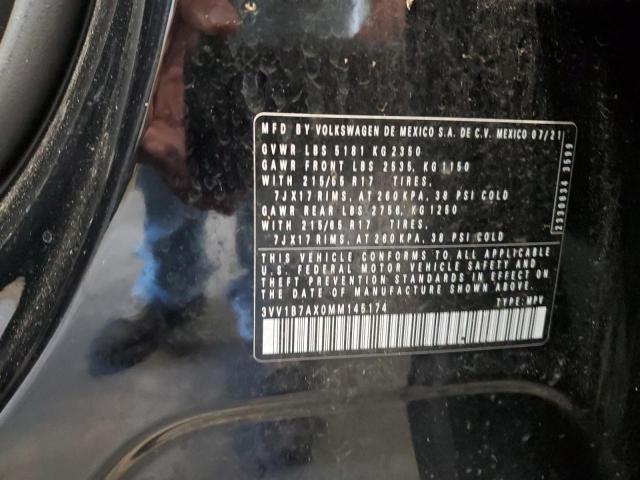 MFD BY VOLKSWAGEN DE MEXICO S.A. DE C.V. MEXICO 07/21
GVWR LBS 5181 KG 2350
GAWR FRONT LBS 2535, KG 1150
WITH 215/65 R17 TIRES,
7JX17 RIMS, AT 260 KPA, 38 PSI COLD
GAWR REAR LBS 2756, KG 1250
WITH 215/65 R17 TIRES,
7JX17 RIMS, AT 260 KPA, 38 PSI COLD
THIS VEHICLE CONFORMS TO ALL APPLICABLE
U.S. FEDERAL MOTOR VEHICLE SAFETY AND
THEFT PREVENTION STANDARDS IN EFFECT ON
THE DATE OF MANUFACTURE SHOWN ABOVE.
3VV1B7AX0MM146174 TYPE: MPV
2330634 3599